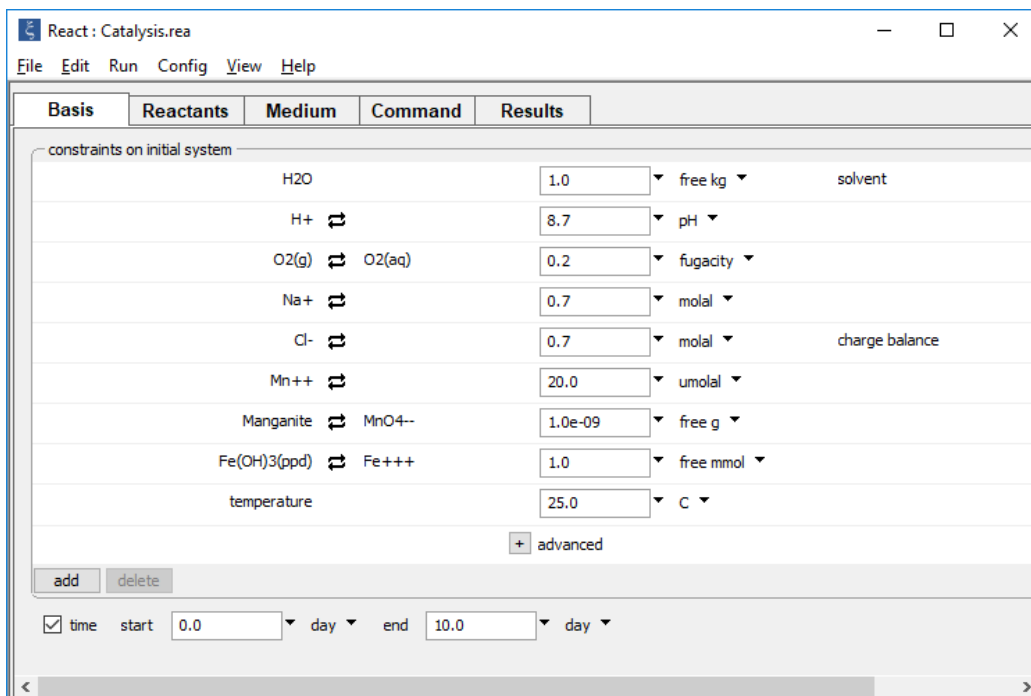 React : Catalysis.rea
File Edit Run Config View Help
Basis Reactants Medium Command Results
constraints on initial system
H2O 1.0 free kg solvent
H+ 8.7 pH
O2(g) O2(aq) 0.2 fugacity
Na+ 0.7 molal
Cl- 0.7 molal charge balance
Mn++ 20.0 umolal
Manganite MnO4-- 1.0e-09 free g
Fe(OH)3(ppd) Fe+++ 1.0 free mmol
temperature 25.0 C
+ advanced
add delete
time start 0.0 day end 10.0 day